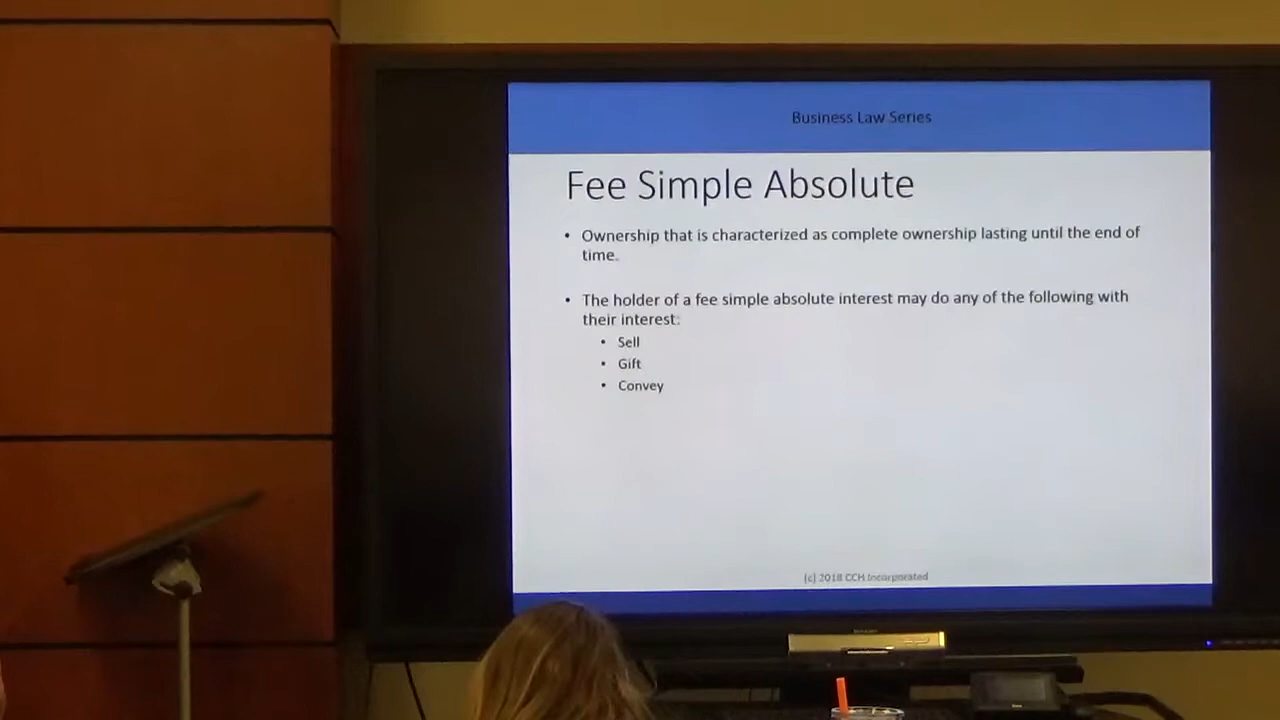 Business Law Series
Fee Simple Absolute
• Ownership that is characterized as complete ownership lasting until the end of
time.
• The holder of a fee simple absolute interest may do any of the following with
their interest:
• Sell
• Gift
• Convey
(c) 2018 CCH Incorporated